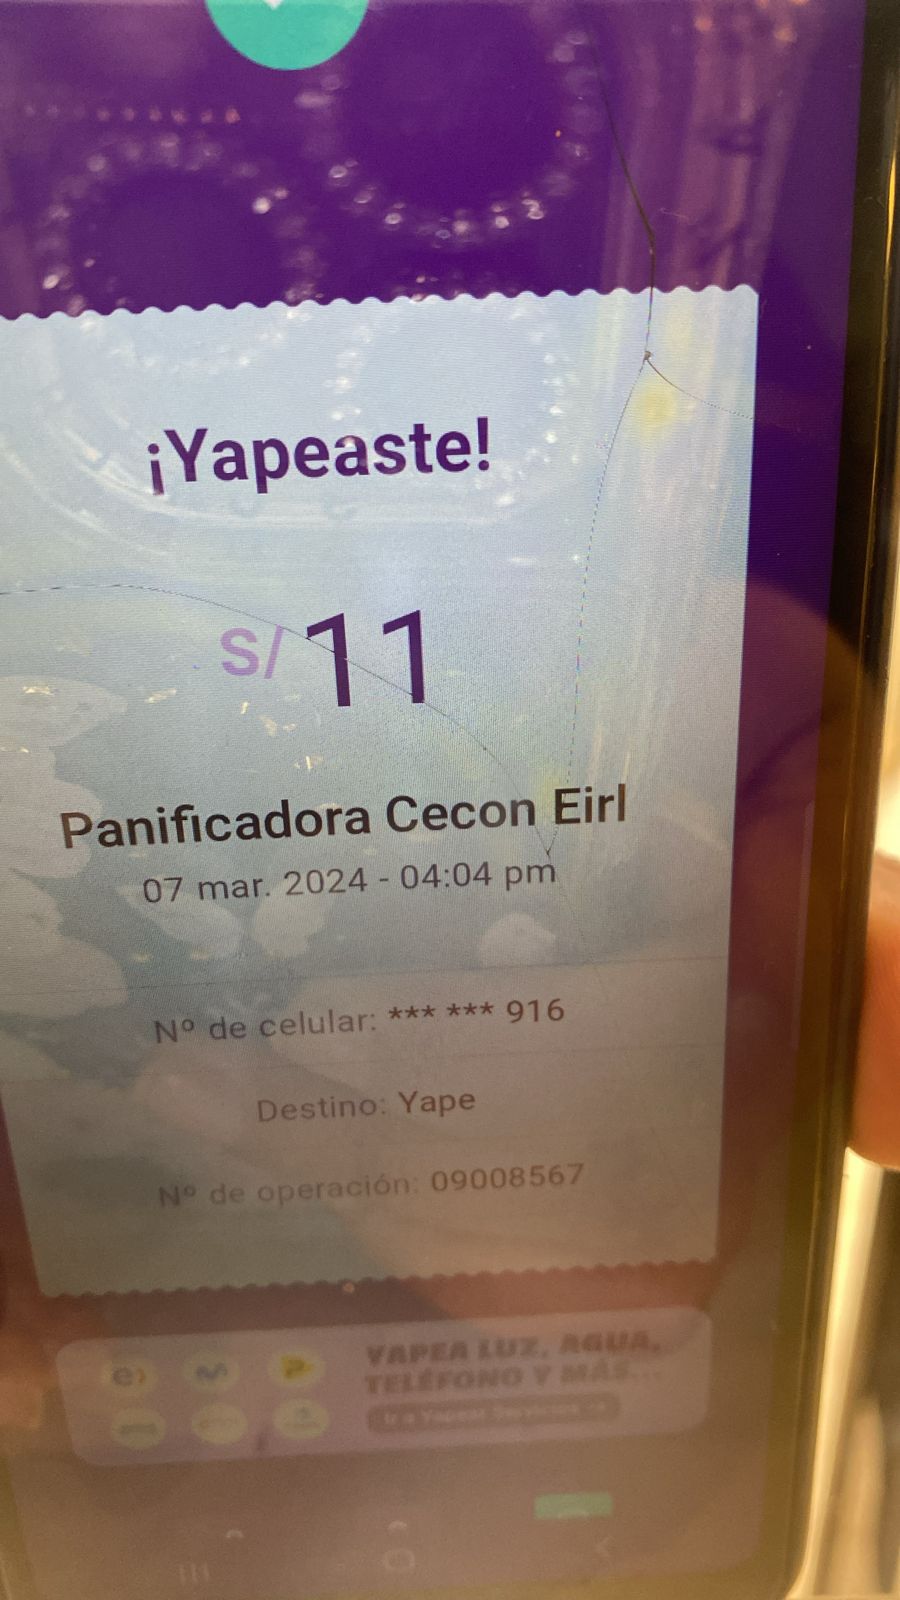 ¡Yapeaste!
S/ 11
Panificadora Cecon Eirl
07 mar. 2024 - 04:04 pm
Nº de celular: *** *** 916
Destino: Yape
Nº de operación: 09008567
YAPEA LUZ, AGUA,
TELÉFONO Y MÁS...